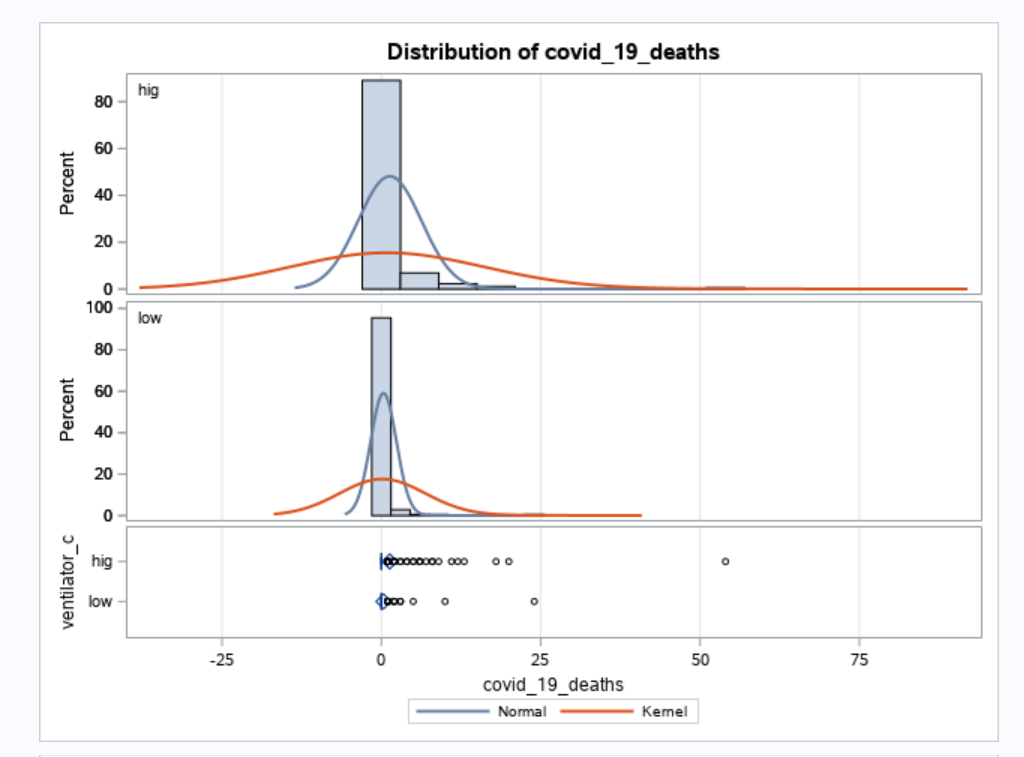 Distribution of covid_19_deaths
hig
80
60
40
20
0
Percent
low
100
80
60
40
20
0
Percent
hig
low
ventilator_c
-25 0 25 50 75
covid_19_deaths
Normal Kernel